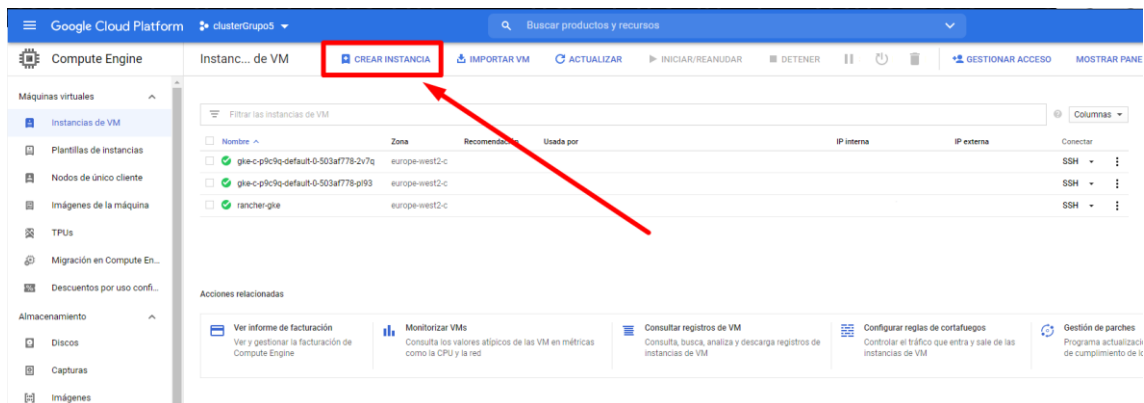 Google Cloud Platform clusterGrupo5 Buscar productos y recursos
Compute Engine Instanc... de VM CREAR INSTANCIA IMPORTAR VM ACTUALIZAR INICIAR/REANUDAR DETENER GESTIONAR ACCESO MOSTRAR PANE
Máquinas virtuales
Instancias de VM
Plantillas de instancias
Nodos de único cliente
Imágenes de la máquina
TPUs
Migración en Compute En...
Descuentos por uso confi...
Almacenamiento
Discos
Capturas
Imágenes
Filtrar las instancias de VM Columnas
Nombre Zona Recomendación Usada por IP interna IP externa Conectar
gke-c-p9c9q-default-0-503af778-2v7q europe-west2-c SSH
gke-c-p9c9q-default-0-503af778-pl93 europe-west2-c SSH
rancher-gke europe-west2-c SSH
Acciones relacionadas
Ver informe de facturación
Ver y gestionar la facturación de
Compute Engine
Monitorizar VMs
Consulta los valores atípicos de las VM en métricas
como la CPU y la red
Consultar registros de VM
Consulta, busca, analiza y descarga registros de
instancias de VM
Configurar reglas de cortafuegos
Controlar el tráfico que entra y sale de las
instancias de VM
Gestión de parches
Programa actualizaci
de cumplimiento de lo